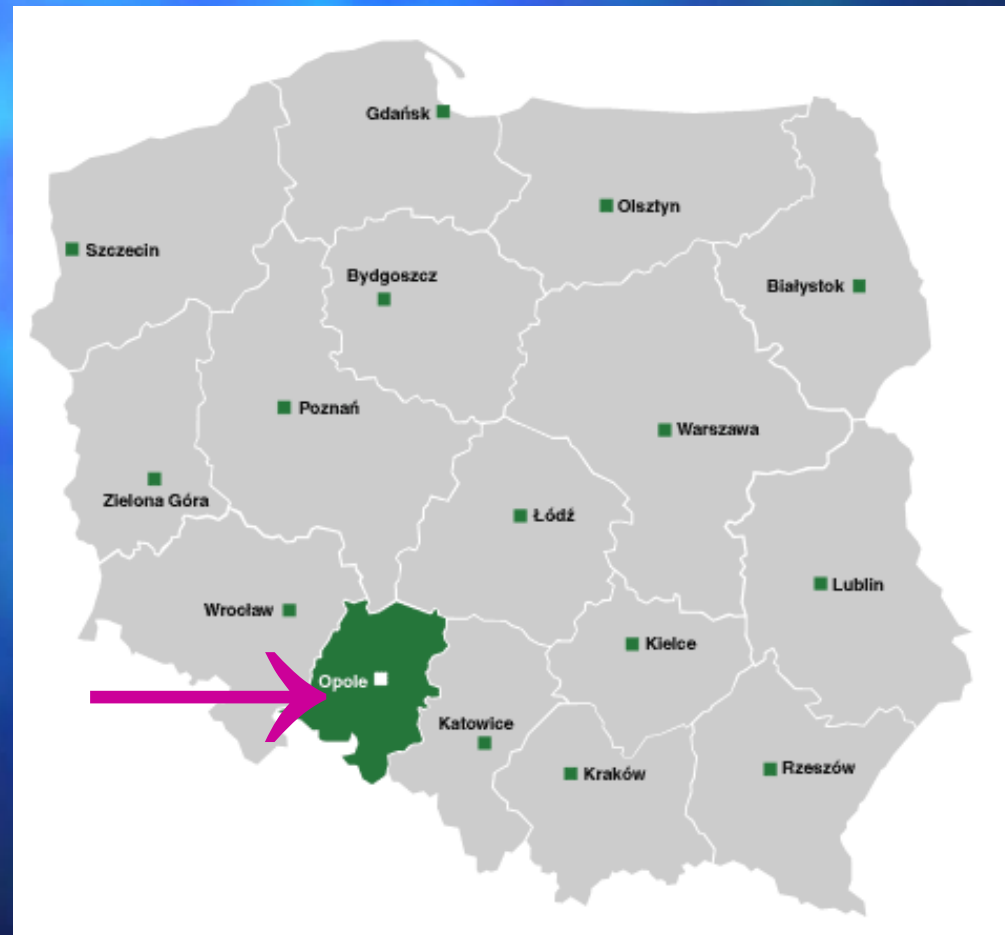 Gdańsk
Olsztyn
Szczecin
Bydgoszcz
Białystok
Poznań
Warszawa
Zielona Góra
Łódź
Lublin
Wrocław
Kielce
Opole
Katowice
Kraków
Rzeszów